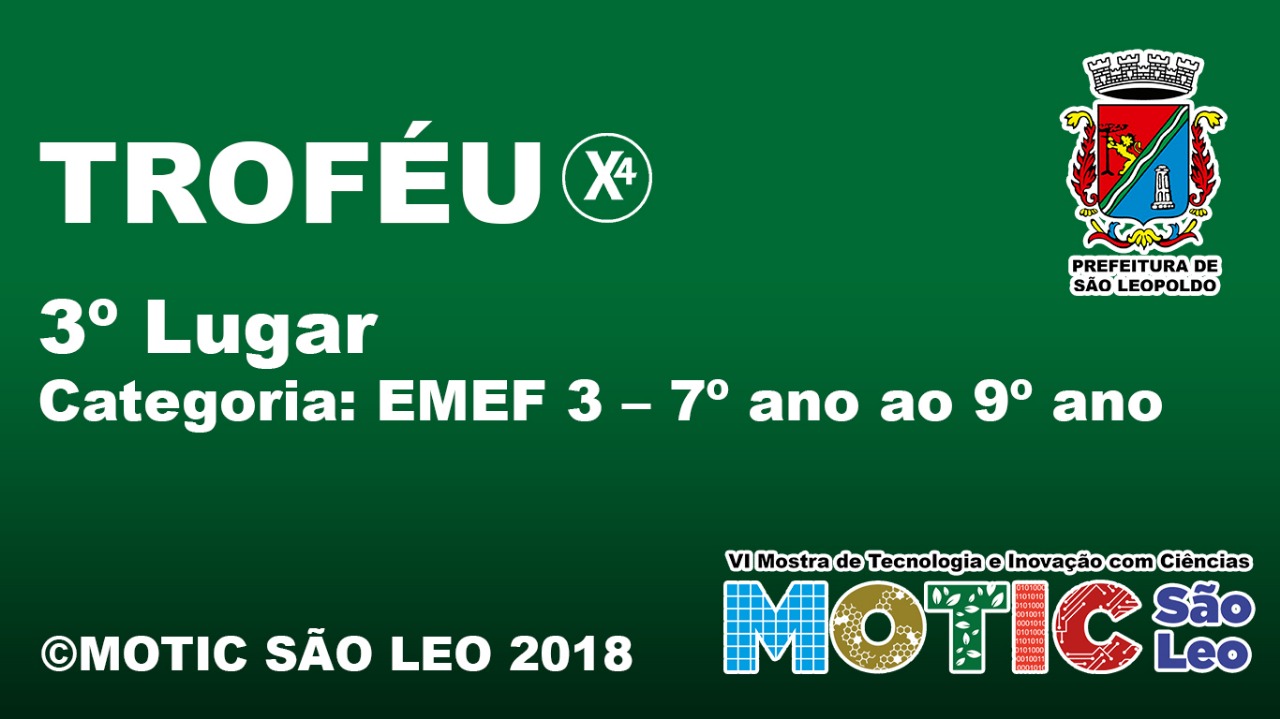 TROFÉU X4
3º Lugar
Categoria: EMEF 3 – 7º ano ao 9º ano
PREFEITURA DE
SÃO LEOPOLDO
VI Mostra de Tecnologia e Inovação com Ciências
MOTIC São
Leo
©MOTIC SÃO LEO 2018